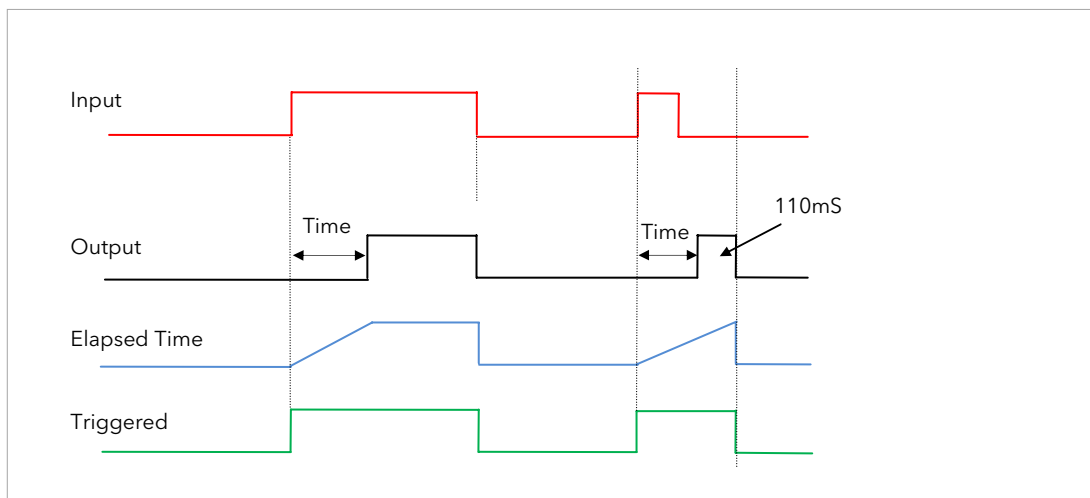 Input
110mS
Time
Time
Output
Elapsed Time
Triggered